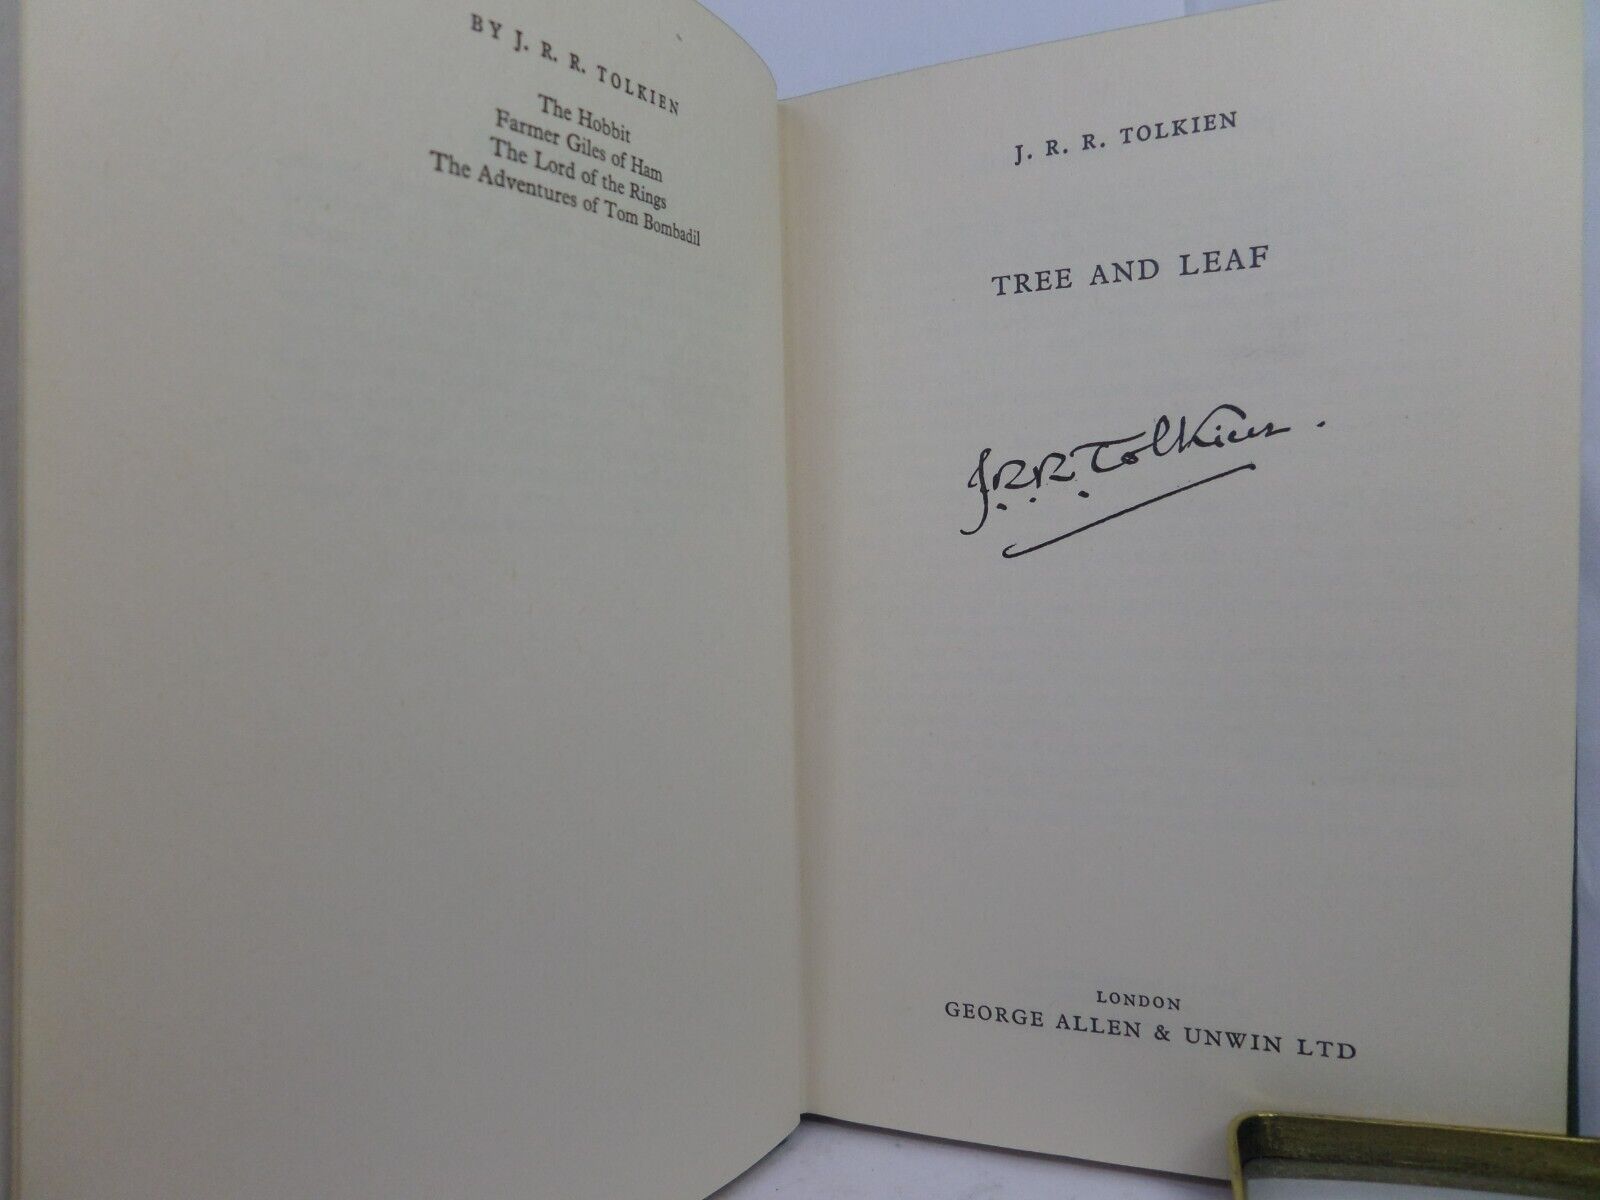 BY J. R. R. TOLKIEN
The Hobbit
Farmer Giles of Ham
The Lord of the Rings
The Adventures of Tom Bombadil
J. R. R. TOLKIEN
TREE AND LEAF
J.R.R.Tolkien.
LONDON
GEORGE ALLEN & UNWIN LTD